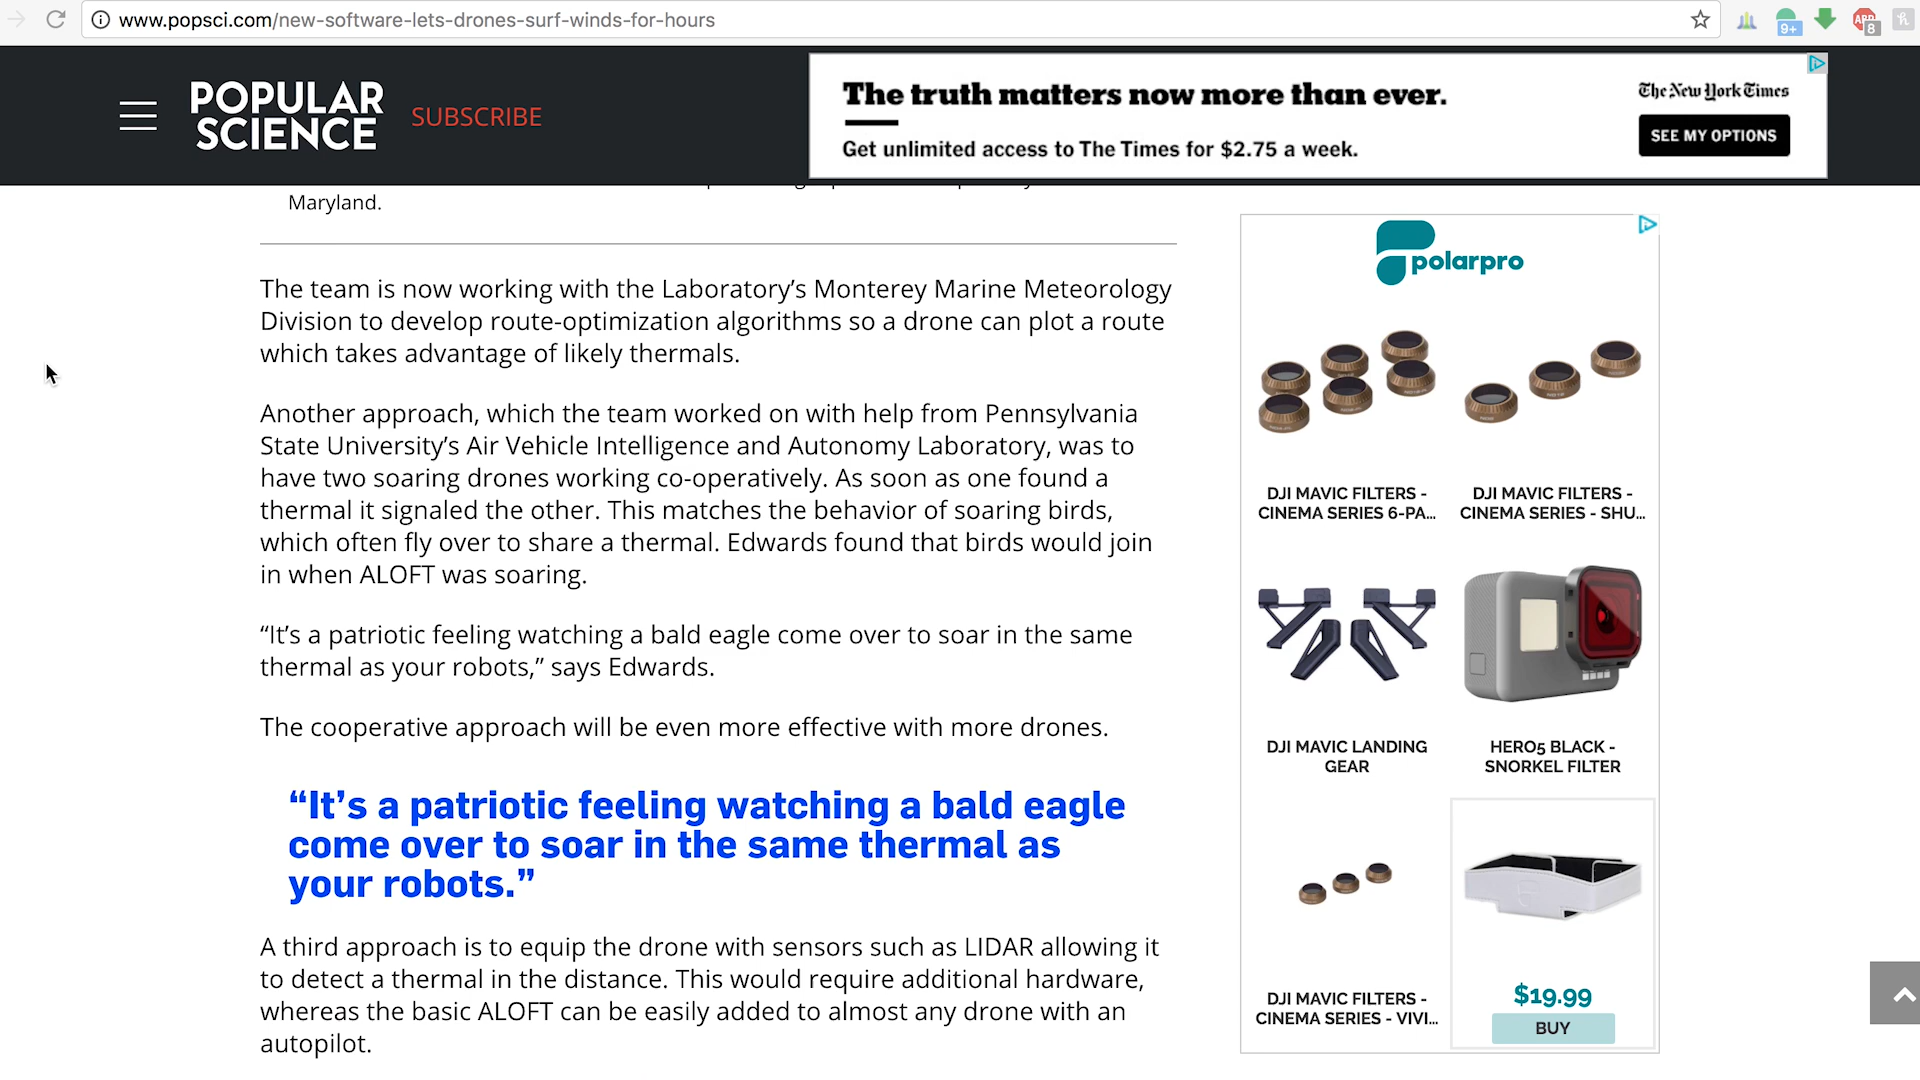 www.popsci.com/new-software-lets-drones-surf-winds-for-hours
9+
ABP
8
POPULAR
SCIENCE
SUBSCRIBE
The truth matters now more than ever.
Get unlimited access to The Times for $2.75 a week.
The New York Times
SEE MY OPTIONS
Maryland.
The team is now working with the Laboratory’s Monterey Marine Meteorology
Division to develop route-optimization algorithms so a drone can plot a route
which takes advantage of likely thermals.
Another approach, which the team worked on with help from Pennsylvania
State University’s Air Vehicle Intelligence and Autonomy Laboratory, was to
have two soaring drones working co-operatively. As soon as one found a
thermal it signaled the other. This matches the behavior of soaring birds,
which often fly over to share a thermal. Edwards found that birds would join
in when ALOFT was soaring.
“It’s a patriotic feeling watching a bald eagle come over to soar in the same
thermal as your robots,” says Edwards.
The cooperative approach will be even more effective with more drones.
“It’s a patriotic feeling watching a bald eagle
come over to soar in the same thermal as
your robots.”
A third approach is to equip the drone with sensors such as LIDAR allowing it
to detect a thermal in the distance. This would require additional hardware,
whereas the basic ALOFT can be easily added to almost any drone with an
autopilot.
polarpro
DJI MAVIC FILTERS -
CINEMA SERIES 6-PA...
DJI MAVIC FILTERS -
CINEMA SERIES - SHU...
DJI MAVIC LANDING
GEAR
HERO5 BLACK -
SNORKEL FILTER
DJI MAVIC FILTERS -
CINEMA SERIES - VIVI...
$19.99
BUY